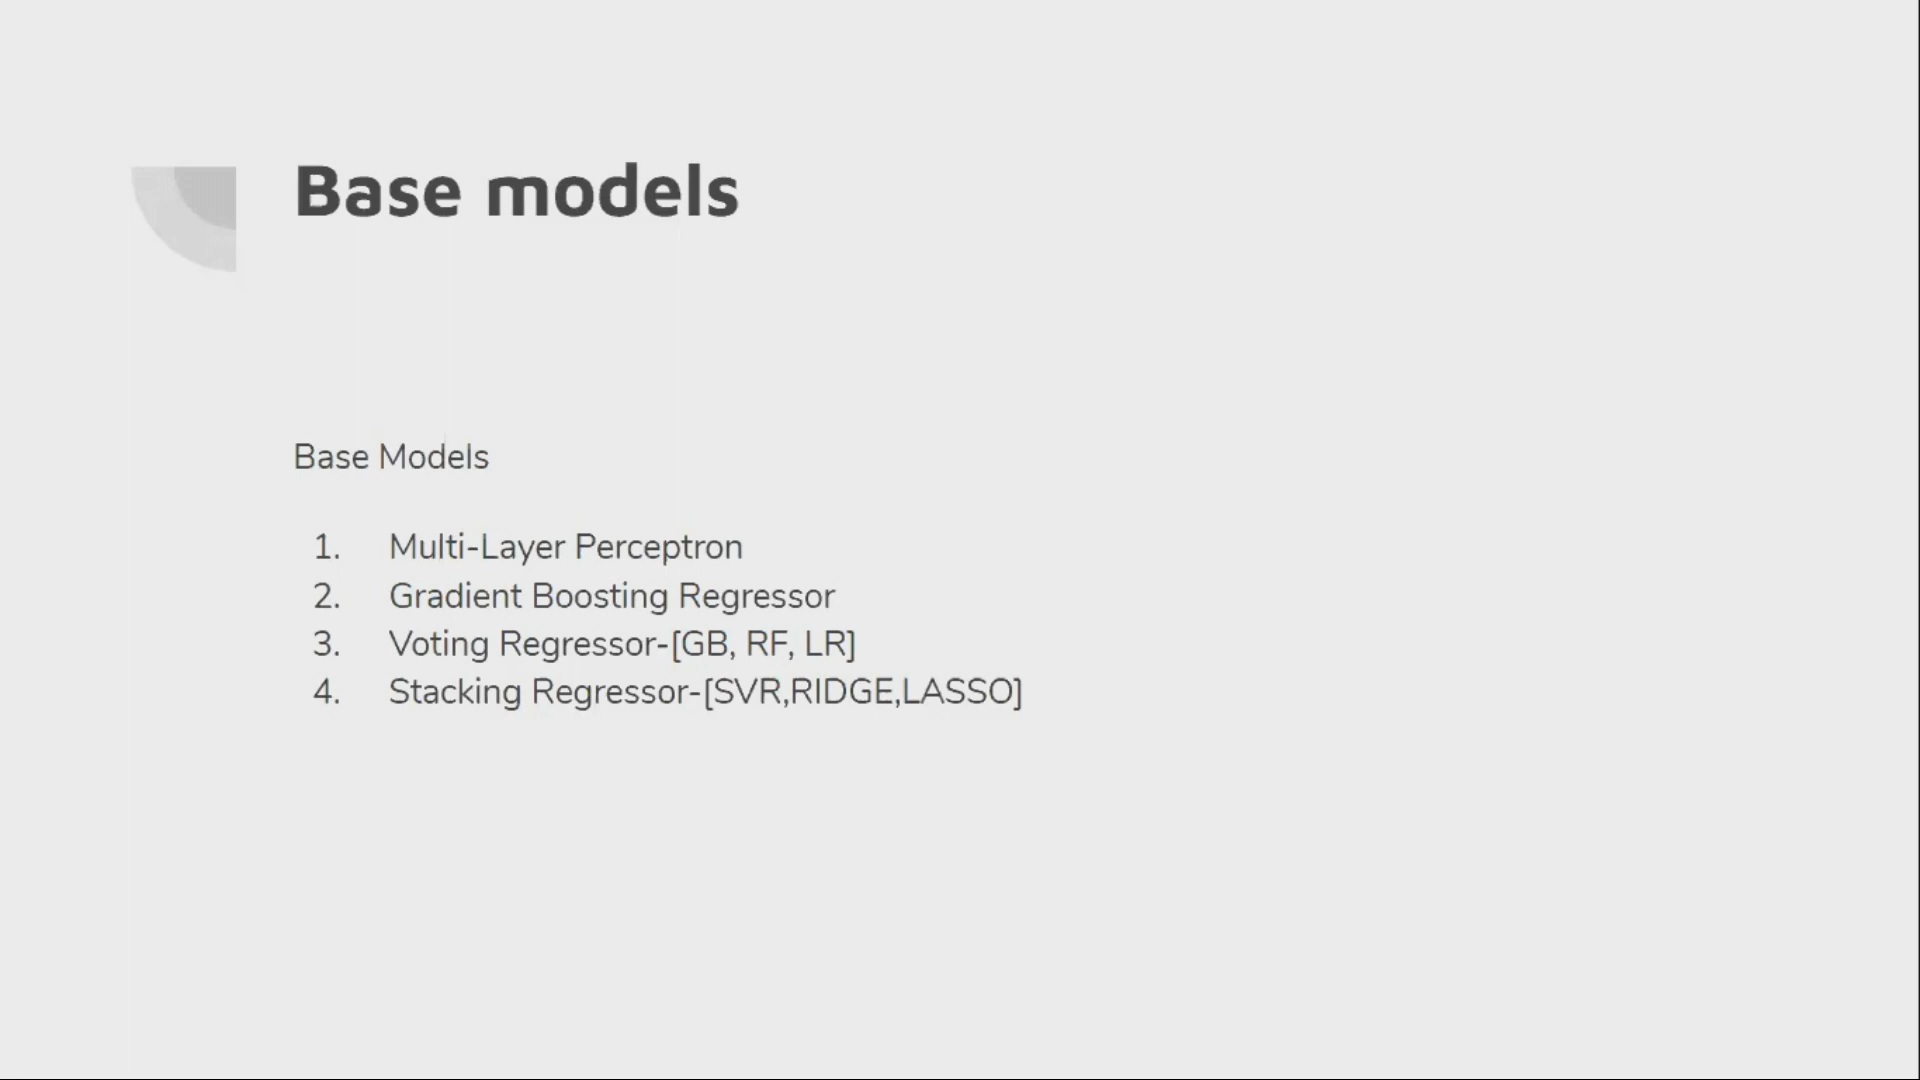 Base models
Base Models
1. Multi-Layer Perceptron
2. Gradient Boosting Regressor
3. Voting Regressor-[GB, RF, LR]
4. Stacking Regressor-[SVR,RIDGE,LASSO]